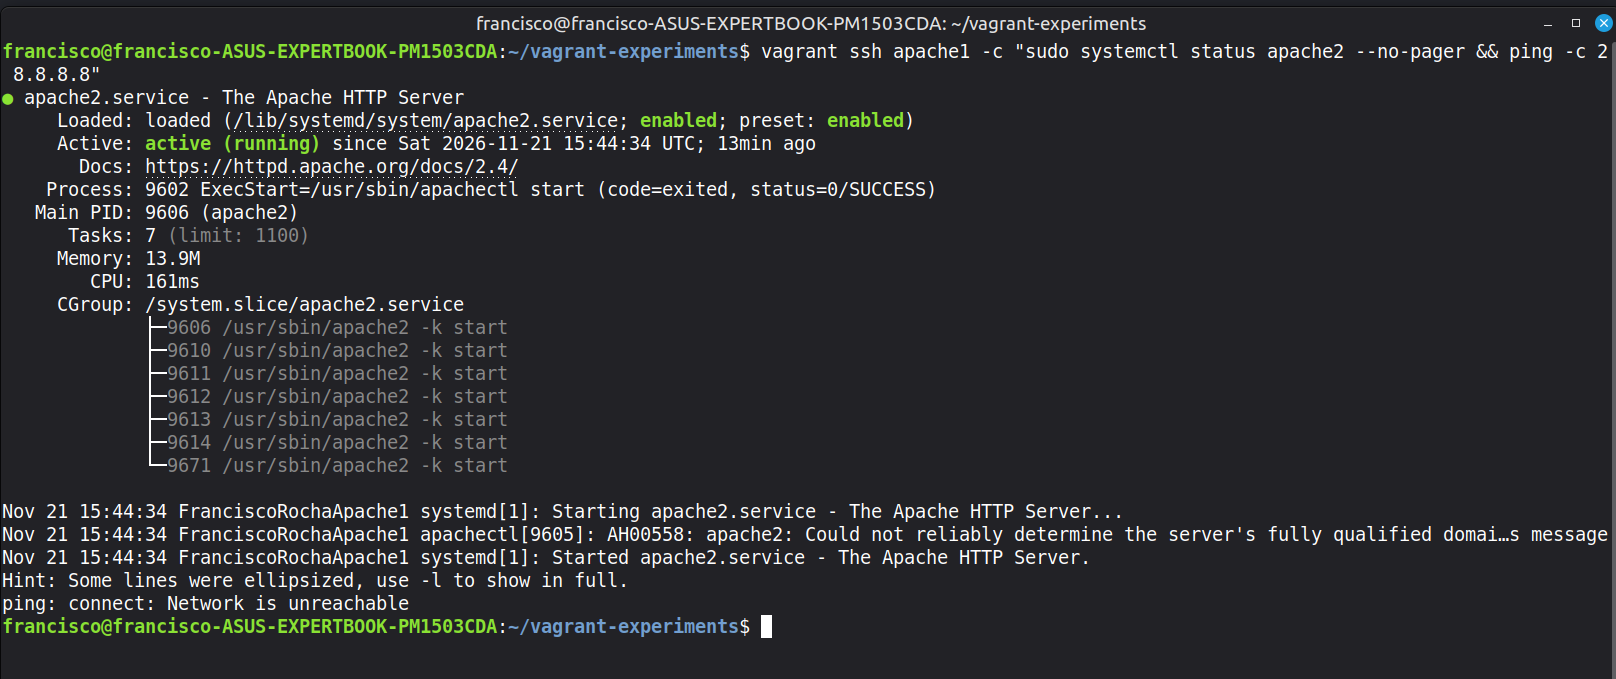 francisco@francisco-ASUS-EXPERTBOOK-PM1503CDA: ~/vagrant-experiments
francisco@francisco-ASUS-EXPERTBOOK-PM1503CDA:~/vagrant-experiments$ vagrant ssh apache1 -c "sudo systemctl status apache2 --no-pager && ping -c 2
 8.8.8.8"
● apache2.service - The Apache HTTP Server
     Loaded: loaded (/lib/systemd/system/apache2.service; enabled; preset: enabled)
     Active: active (running) since Sat 2026-11-21 15:44:34 UTC; 13min ago
       Docs: https://httpd.apache.org/docs/2.4/
    Process: 9602 ExecStart=/usr/sbin/apachectl start (code=exited, status=0/SUCCESS)
   Main PID: 9606 (apache2)
      Tasks: 7 (limit: 1100)
     Memory: 13.9M
        CPU: 161ms
     CGroup: /system.slice/apache2.service
             ├─9606 /usr/sbin/apache2 -k start
             ├─9610 /usr/sbin/apache2 -k start
             ├─9611 /usr/sbin/apache2 -k start
             ├─9612 /usr/sbin/apache2 -k start
             ├─9613 /usr/sbin/apache2 -k start
             ├─9614 /usr/sbin/apache2 -k start
             └─9671 /usr/sbin/apache2 -k start
Nov 21 15:44:34 FranciscoRochaApache1 systemd[1]: Starting apache2.service - The Apache HTTP Server...
Nov 21 15:44:34 FranciscoRochaApache1 apachectl[9605]: AH00558: apache2: Could not reliably determine the server's fully qualified domai…s message
Nov 21 15:44:34 FranciscoRochaApache1 systemd[1]: Started apache2.service - The Apache HTTP Server.
Hint: Some lines were ellipsized, use -l to show in full.
ping: connect: Network is unreachable
francisco@francisco-ASUS-EXPERTBOOK-PM1503CDA:~/vagrant-experiments$